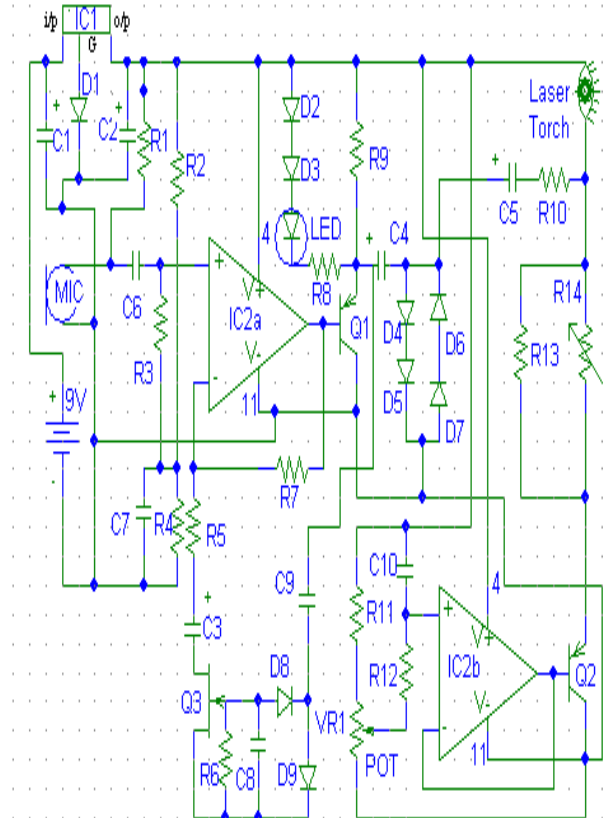 i/p IC1 o/p
G
D1
C1 C2 R1
R2
D2
D3
LED
4
R9
R8
C4
Laser
Torch
C5 R10
MIC
C6
R3
+ IC2a -
V+
V-
11
Q1
D4
D6
D5
D7
R13
R14
9V
+
R7
C7
R4
R5
C9
C3
C10
R11
R12
4
+ IC2b -
V+
V-
11
Q2
D8
Q3
VR1
POT
R6
C8
D9